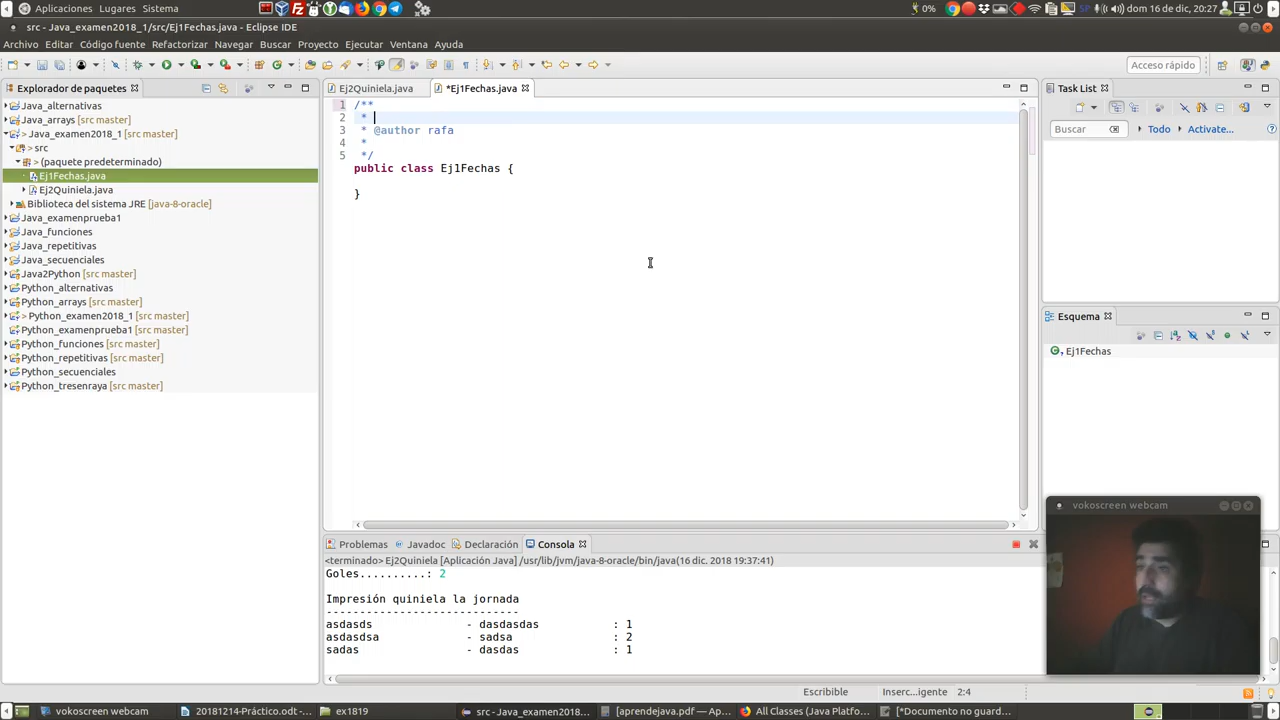 Aplicaciones Lugares Sistema
0%
SP
dom 16 de dic, 20:27
src - Java_examen2018_1/src/Ej1Fechas.java - Eclipse IDE
Archivo Editar Código fuente Refactorizar Navegar Buscar Proyecto Ejecutar Ventana Ayuda
Acceso rápido
Explorador de paquetes
Java_alternativas
Java_arrays [src master]
> Java_examen2018_1 [src master]
> src
> (paquete predeterminado)
Ej1Fechas.java
Ej2Quiniela.java
Biblioteca del sistema JRE [java-8-oracle]
Java_examenprueba1
Java_funciones
Java_repetitivas
Java_secuenciales
Java2Python [src master]
Python_alternativas
Python_arrays [src master]
> Python_examen2018_1 [src master]
Python_examenprueba1 [src master]
Python_funciones [src master]
Python_repetitivas [src master]
Python_secuenciales
Python_tresenraya [src master]
Ej2Quiniela.java
*Ej1Fechas.java
1 /**
2 *
3 * @author rafa
4 *
5 */
public class Ej1Fechas {
}
Task List
Buscar
Todo
Activate...
Esquema
Ej1Fechas
Problemas
Javadoc
Declaración
Consola
<terminado> Ej2Quiniela [Aplicación Java] /usr/lib/jvm/java-8-oracle/bin/java(16 dic. 2018 19:37:41)
Goles..........: 2
Impresión quiniela la jornada
-----------------------------
asdasds - dasdasdas : 1
asdasdsa - sadsa : 2
sadas - dasdas : 1
vokoscreen webcam
Escribible
Inserc...igente
2:4
vokoscreen webcam
20181214-Práctico.odt -...
ex1819
src - Java_examen2018_...
[aprendejava.pdf — Ap...
All Classes (Java Platfo...
[*Documento no guard...